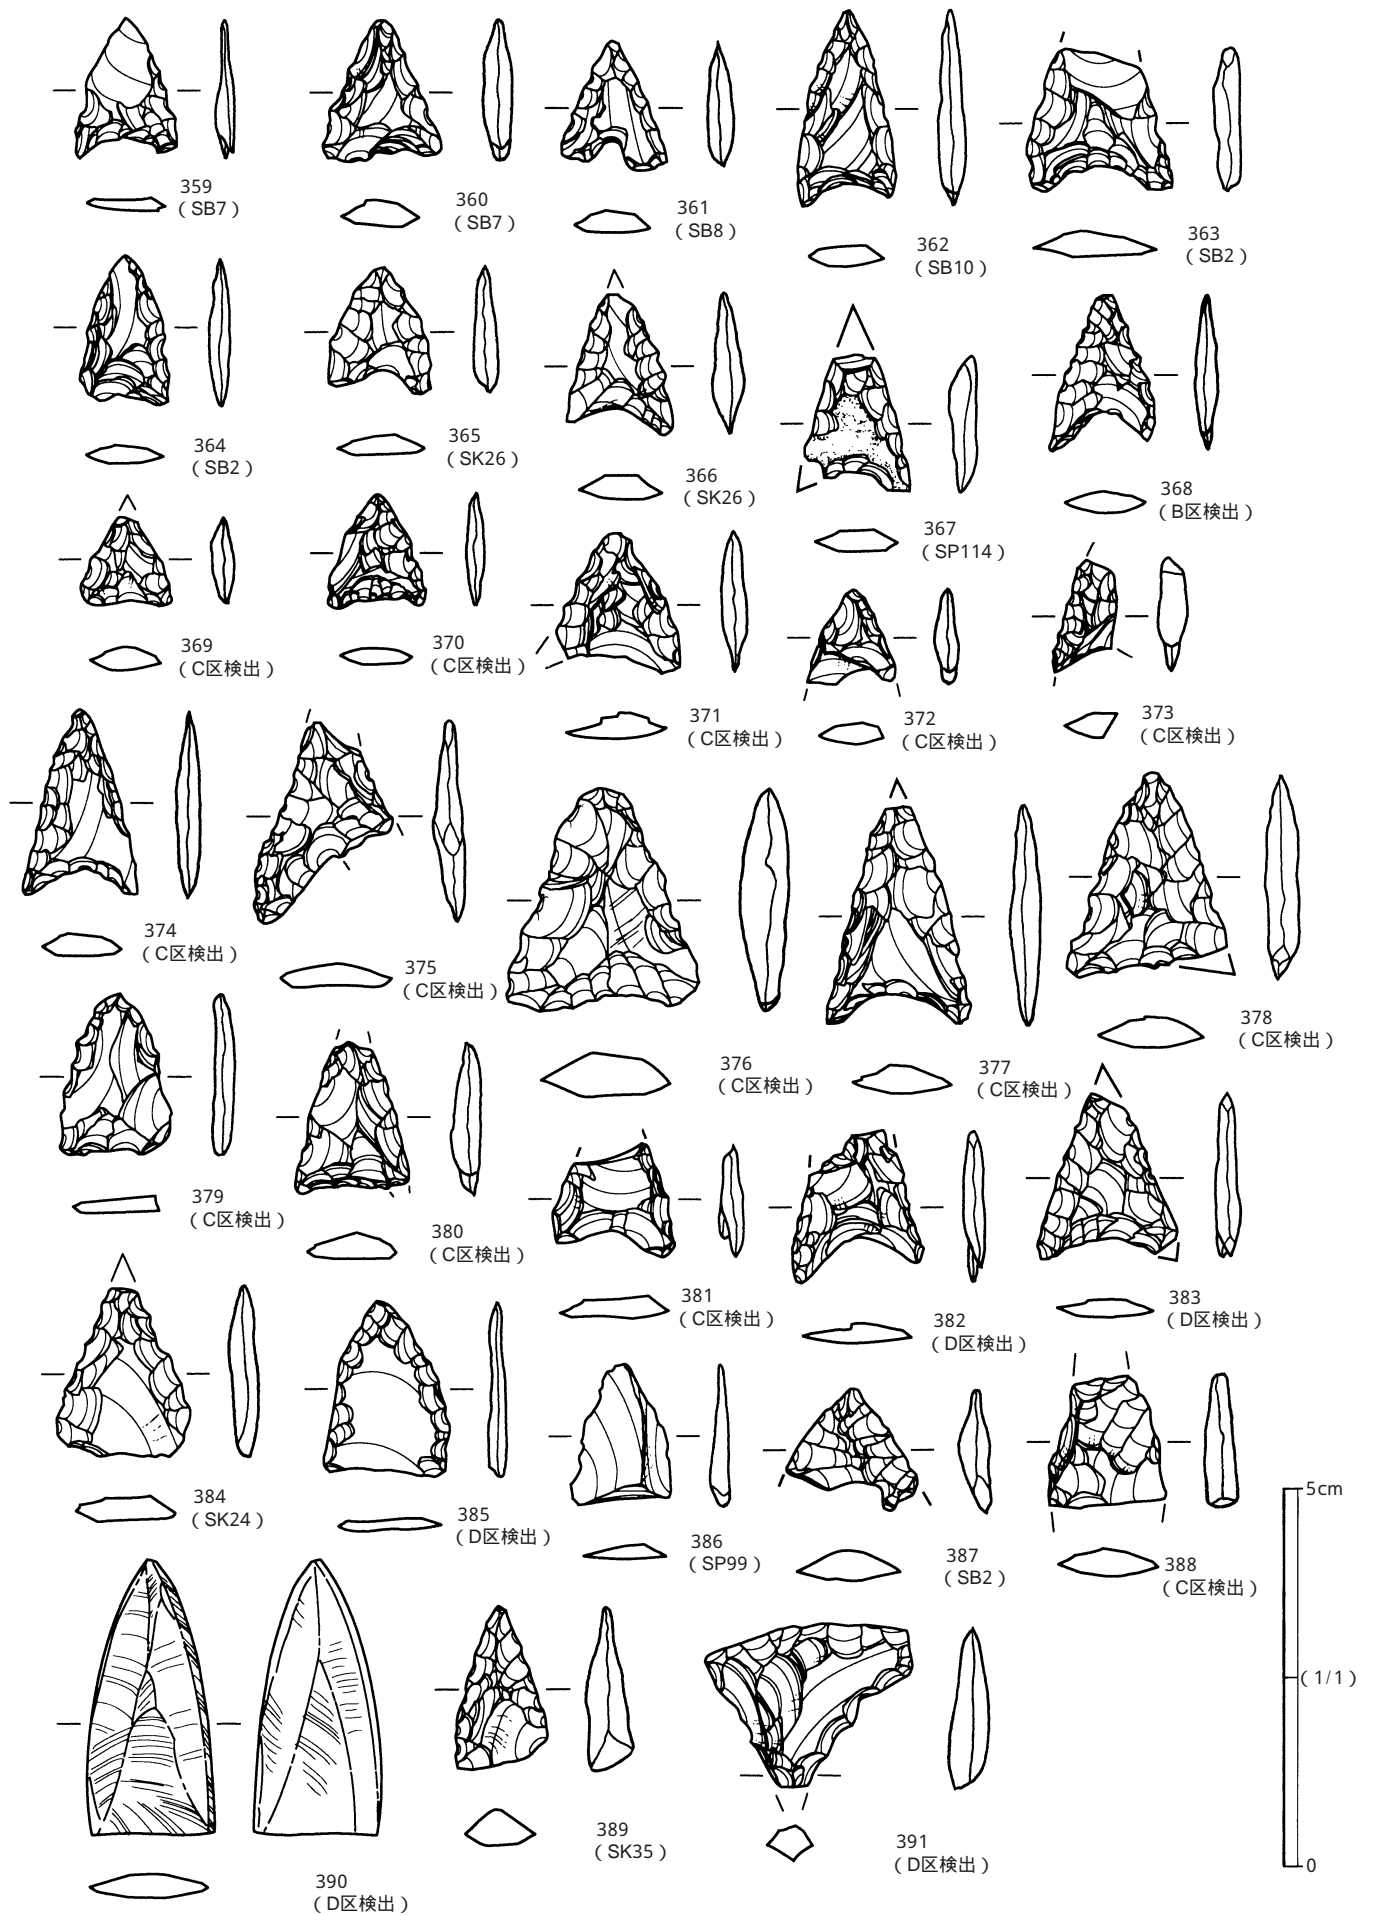 359
（SB7）
360
（SB7）
361
（SB8）
362
（SB10）
363
（SB2）
364
（SB2）
365
（SK26）
366
（SK26）
367
（SP114）
368
（B区検出）
369
（C区検出）
370
（C区検出）
371
（C区検出）
372
（C区検出）
373
（C区検出）
374
（C区検出）
375
（C区検出）
376
（C区検出）
377
（C区検出）
378
（C区検出）
379
（C区検出）
380
（C区検出）
381
（C区検出）
382
（D区検出）
383
（D区検出）
384
（SK24）
385
（D区検出）
386
（SP99）
387
（SB2）
388
（C区検出）
5cm
（1/1）
0
389
（SK35）
390
（D区検出）
391
（D区検出）